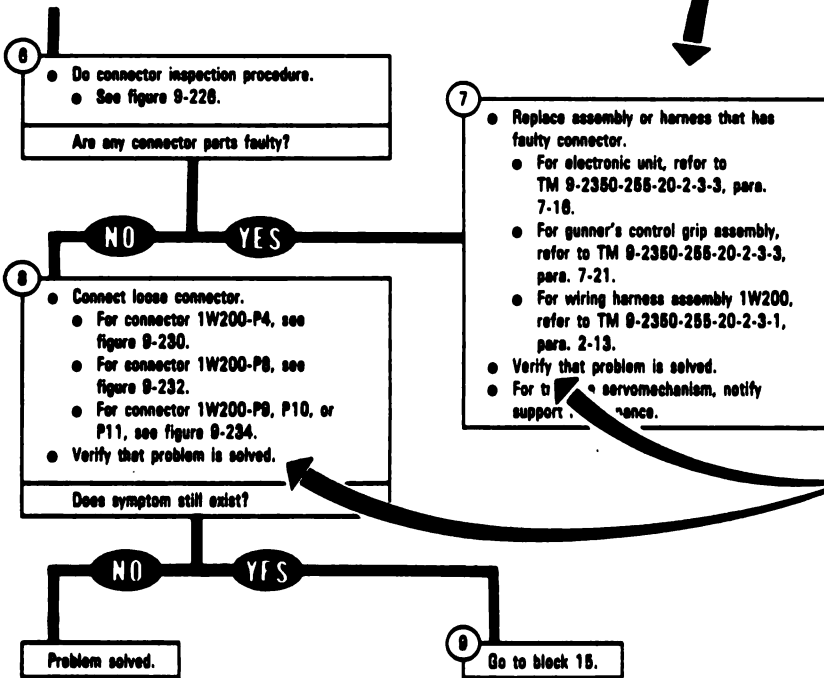 6
● Do connector inspection procedure.
● See figure 9-226.
Are any connector parts faulty?
NO
YES
7
● Replace assembly or harness that has
faulty connector.
● For electronic unit, refer to
TM 9-2350-255-20-2-3-3, para.
7-16.
● For gunner's control grip assembly,
refer to TM 9-2350-255-20-2-3-3,
para. 7-21.
● For wiring harness assembly 1W200,
refer to TM 9-2350-255-20-2-3-1,
para. 2-13.
● Verify that problem is solved.
● For servomechanism, notify
support
8
● Connect loose connector.
● For connector 1W200-P4, see
figure 9-230.
● For connector 1W200-P8, see
figure 9-232.
● For connector 1W200-P9, P10, or
P11, see figure 9-234.
● Verify that problem is solved.
Does symptom still exist?
NO
YES
Problem solved.
9
Go to block 15.